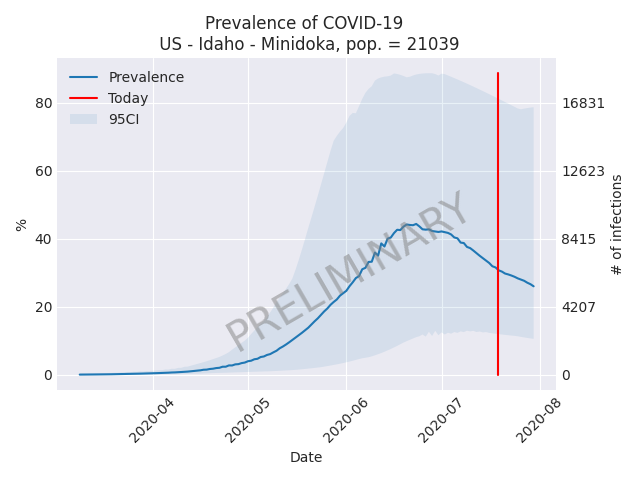 Prevalence of COVID-19
US - Idaho - Minidoka, pop. = 21039
Prevalence
Today
95CI
PRELIMINARY
%
80
60
40
20
0
16831
12623
8415
4207
0
# of infections
2020-04
2020-05
2020-06
2020-07
2020-08
Date